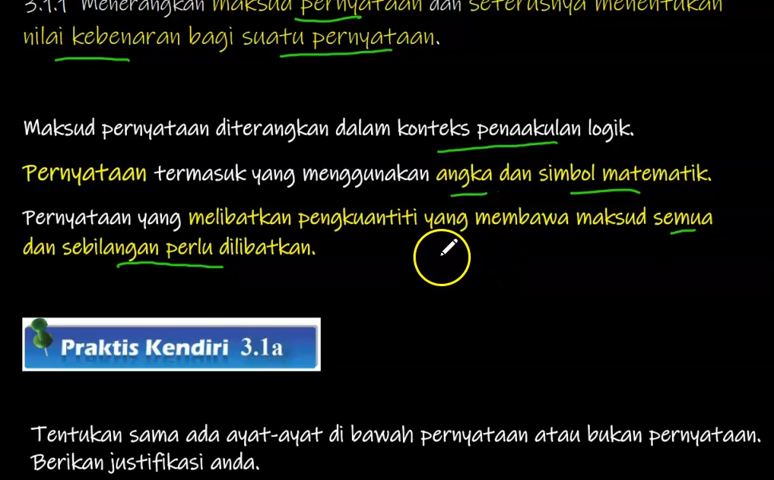 3.1.1 Menerangkan maksud pernyataan dan seterusnya menentukan
nilai kebenaran bagi suatu pernyataan.
Maksud pernyataan diterangkan dalam konteks penaakulan logik.
Pernyataan termasuk yang menggunakan angka dan simbol matematik.
Pernyataan yang melibatkan pengkuantiti yang membawa maksud semua
dan sebilangan perlu dilibatkan.
Praktis Kendiri 3.1a
Tentukan sama ada ayat-ayat di bawah pernyataan atau bukan pernyataan.
Berikan justifikasi anda.